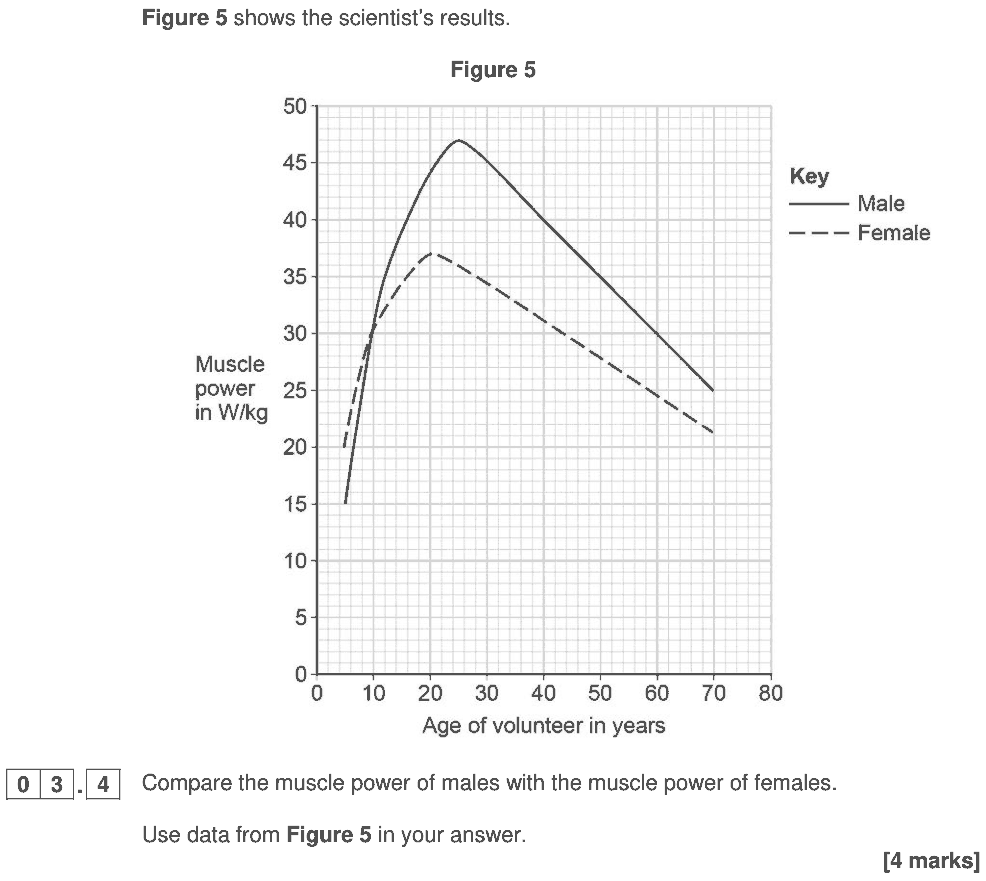 Figure 5 shows the scientist's results.
Figure 5
50
45
40
35
30
25
20
15
10
5
0
Muscle
power
in W/kg
0 10 20 30 40 50 60 70 80
Age of volunteer in years
Key
Male
Female
0 3 . 4 Compare the muscle power of males with the muscle power of females.
Use data from Figure 5 in your answer.
[4 marks]